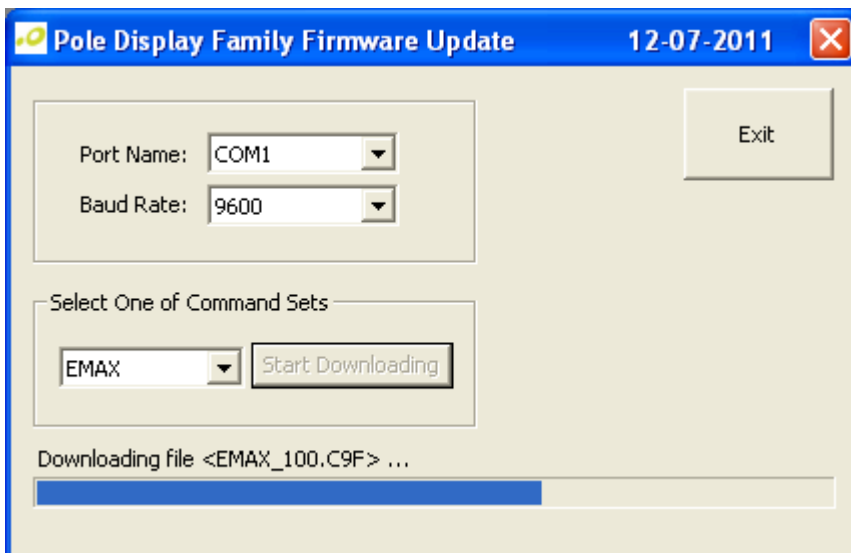 Pole Display Family Firmware Update 12-07-2011
Exit
Port Name: COM1
Baud Rate: 9600
Select One of Command Sets
EMAX Start Downloading
Downloading file <EMAX_100.C9F> ...